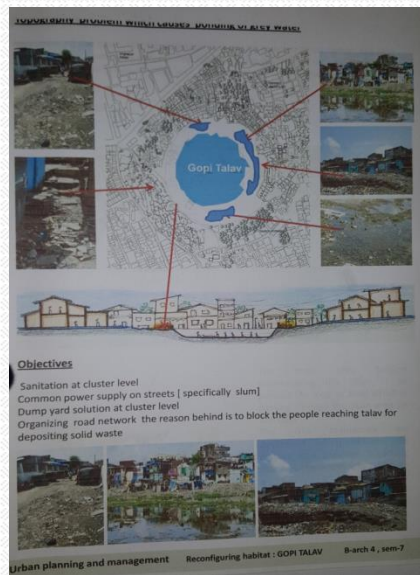 Topography problem which causes ponding of grey water
Gopi Talav
Objectives
Sanitation at cluster level
Common power supply on streets [ specifically slum]
Dump yard solution at cluster level
Organizing road network the reason behind is to block the people reaching talav for
depositing solid waste
Urban planning and management Reconfiguring habitat : GOPI TALAV B-arch 4 , sem-7